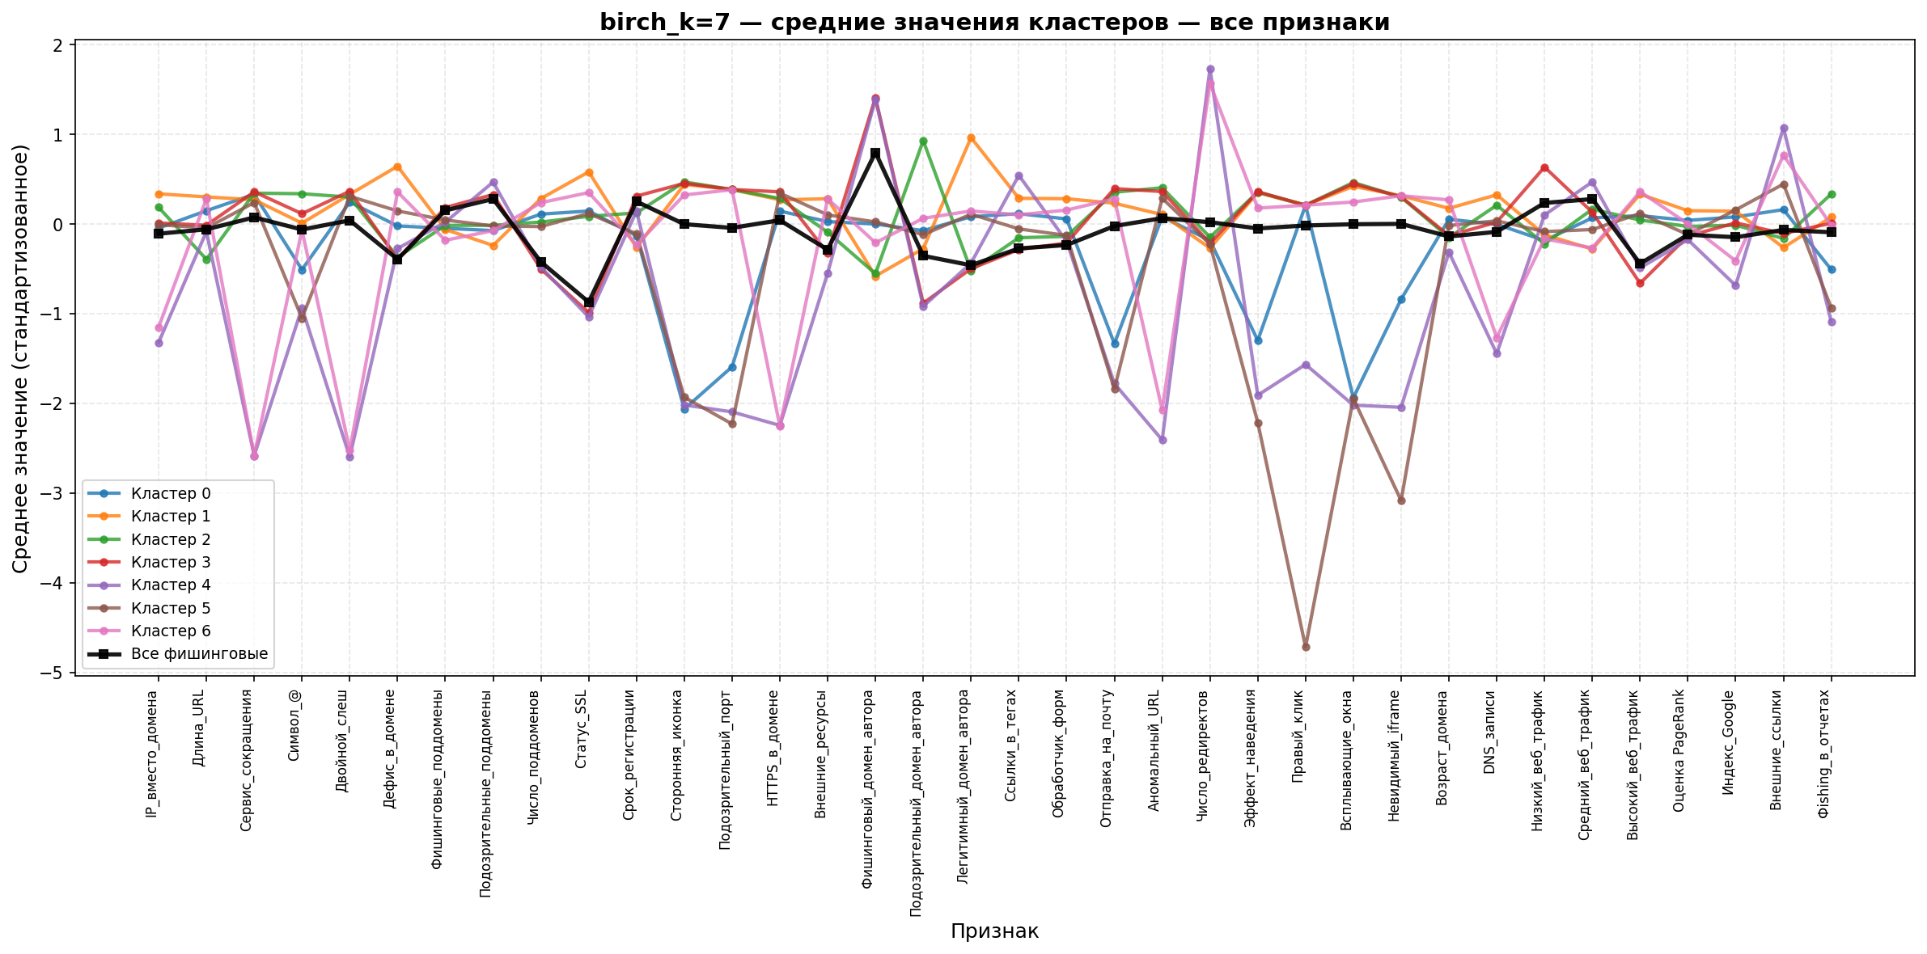 birch_k=7 — средние значения кластеров — все признаки
Среднее значение (стандартизованное)
2
1
0
−1
−2
−3
−4
−5
Кластер 0
Кластер 1
Кластер 2
Кластер 3
Кластер 4
Кластер 5
Кластер 6
Все фишинговые
IP_вместо_домена
Длина_URL
Сервис_сокращения
Символ_@
Двойной_слеш
Дефис_в_домене
Фишинговые_поддомены
Подозрительные_поддомены
Число_поддоменов
Статус_SSL
Срок_регистрации
Сторонняя_иконка
Подозрительный_порт
HTTPS_в_домене
Внешние_ресурсы
Фишинговый_домен_автора
Подозрительный_домен_автора
Легитимный_домен_автора
Ссылки_в_тегах
Обработчик_форм
Отправка_на_почту
Аномальный_URL
Число_редиректов
Эффект_наведения
Правый_клик
Всплывающие_окна
Невидимый_iframe
Возраст_домена
DNS_записи
Низкий_веб_трафик
Средний_веб_трафик
Высокий_веб_трафик
Оценка PageRank
Индекс_Google
Внешние_ссылки
Фishing_в_отчетах
Признак